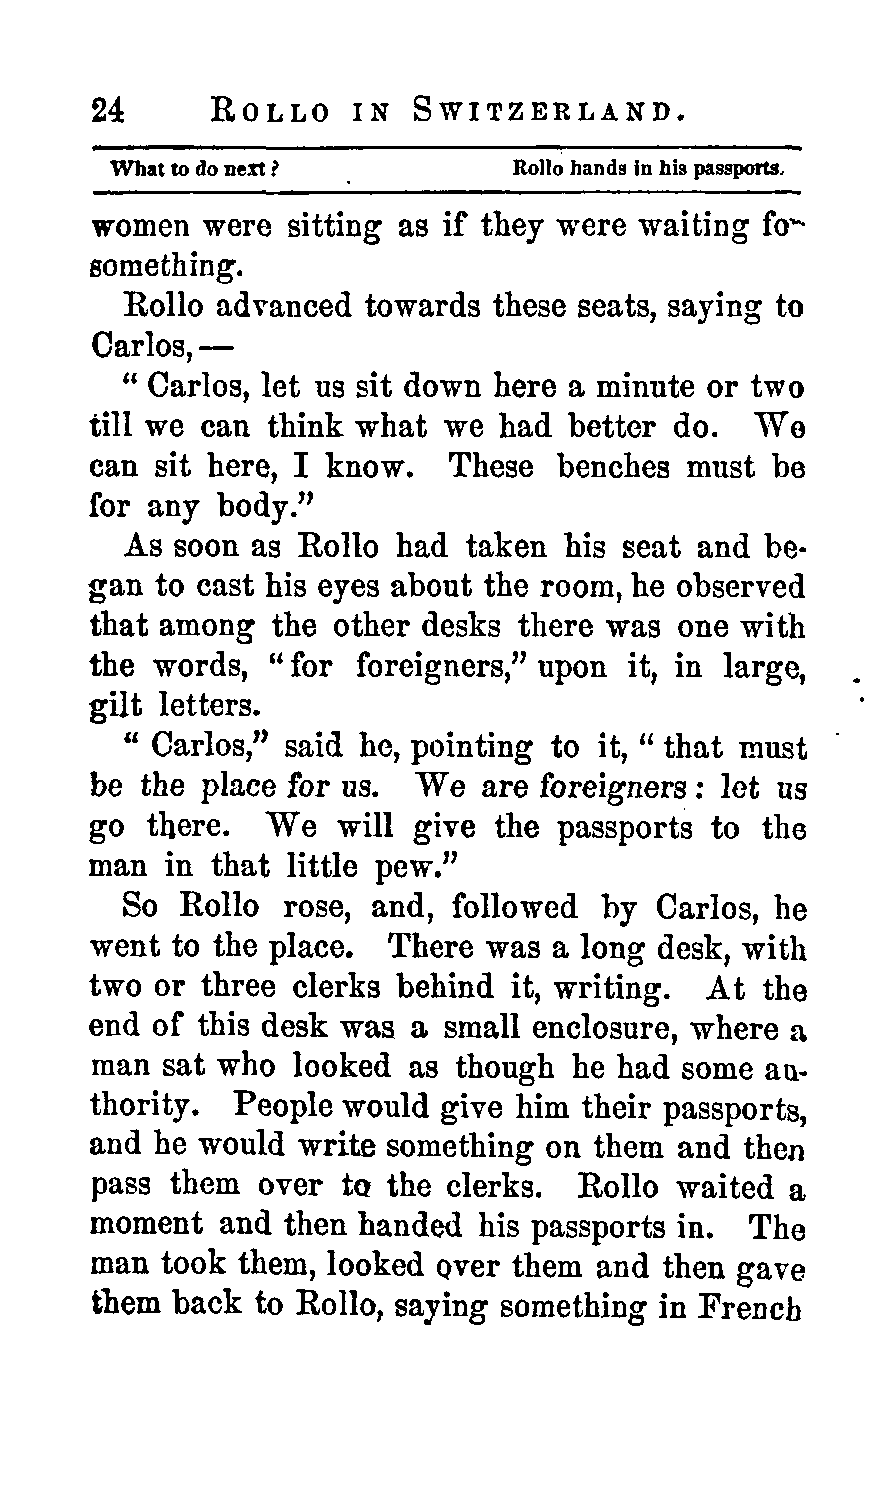 24 ROLLO IN SWITZERLAND.
What to do next? Rollo hands in his passports.
women were sitting as if they were waiting for
something.
Rollo advanced towards these seats, saying to
Carlos,—
“Carlos, let us sit down here a minute or two
till we can think what we had better do. We
can sit here, I know. These benches must be
for any body.”
As soon as Rollo had taken his seat and be-
gan to cast his eyes about the room, he observed
that among the other desks there was one with
the words, “for foreigners,” upon it, in large,
gilt letters.
“Carlos,” said he, pointing to it, “that must
be the place for us. We are foreigners: let us
go there. We will give the passports to the
man in that little pew.”
So Rollo rose, and, followed by Carlos, he
went to the place. There was a long desk, with
two or three clerks behind it, writing. At the
end of this desk was a small enclosure, where a
man sat who looked as though he had some au-
thority. People would give him their passports,
and he would write something on them and then
pass them over to the clerks. Rollo waited a
moment and then handed his passports in. The
man took them, looked over them and then gave
them back to Rollo, saying something in French